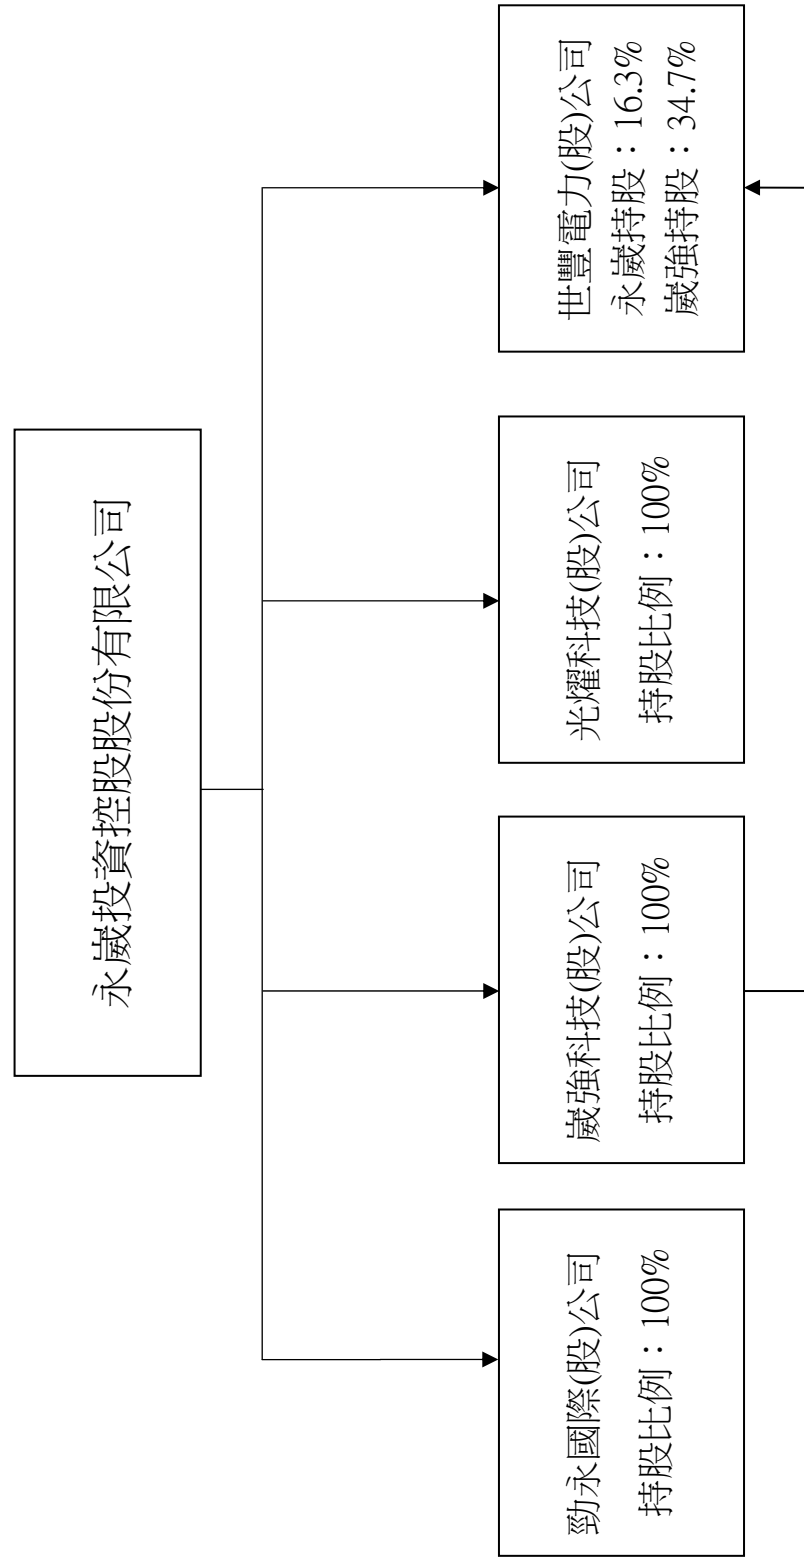 永崴投資控股股份有限公司
勁永國際(股)公司
持股比例：100%
崴強科技(股)公司
持股比例：100%
光燿科技(股)公司
持股比例：100%
世豐電力(股)公司
永崴持股：16.3%
崴強持股：34.7%